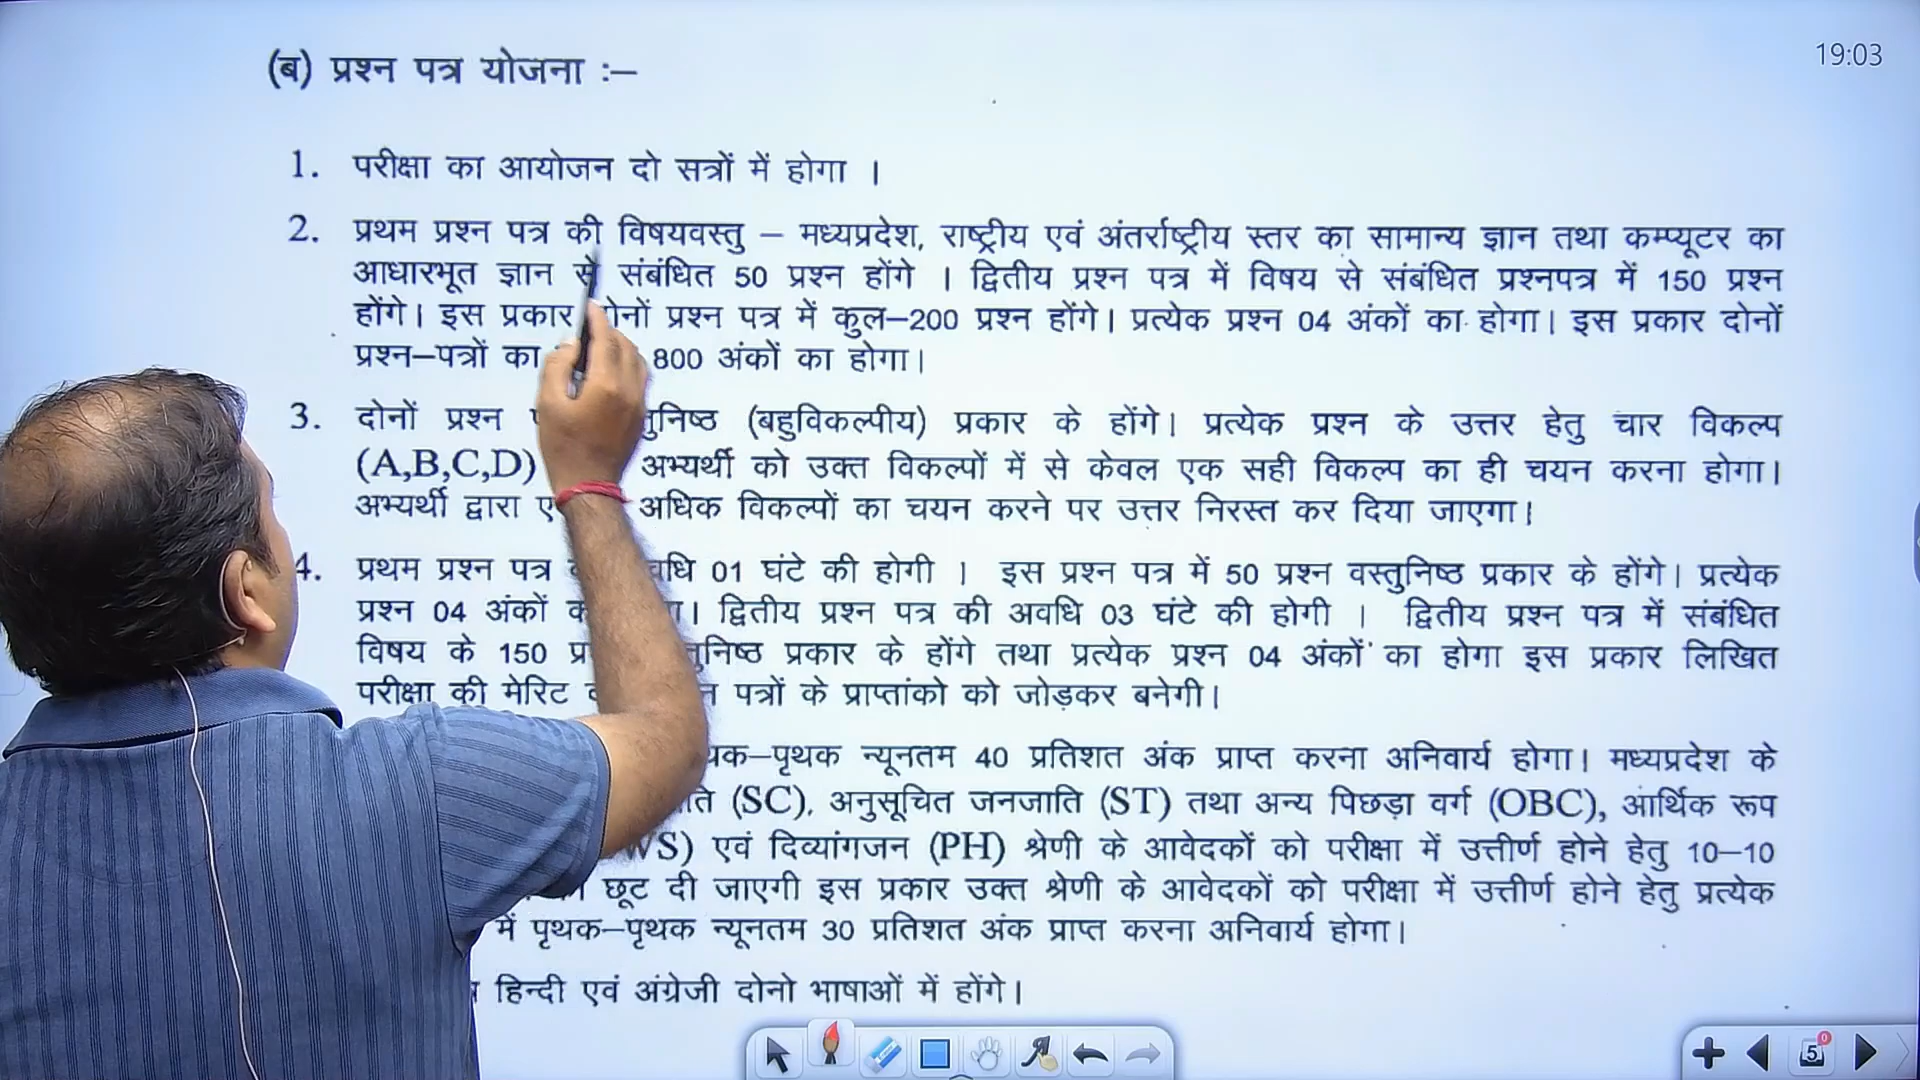 (ब) प्रश्न पत्र योजना :–
19:03
1. परीक्षा का आयोजन दो सत्रों में होगा ।
2. प्रथम प्रश्न पत्र की विषयवस्तु – मध्यप्रदेश, राष्ट्रीय एवं अंतर्राष्ट्रीय स्तर का सामान्य ज्ञान तथा कम्प्यूटर का
आधारभूत ज्ञान से संबंधित 50 प्रश्न होंगे । द्वितीय प्रश्न पत्र में विषय से संबंधित प्रश्नपत्र में 150 प्रश्न
होंगे। इस प्रकार प्रश्न पत्र में कुल–200 प्रश्न होंगे। प्रत्येक प्रश्न 04 अंकों का होगा। इस प्रकार दोनों
प्रश्न–पत्रों का 800 अंकों का होगा।
3. दोनों प्रश्न (बहुविकल्पीय) प्रकार के होंगे। प्रत्येक प्रश्न के उत्तर हेतु चार विकल्प
(A,B,C,D) अभ्यर्थी को उक्त विकल्पों में से केवल एक सही विकल्प का ही चयन करना होगा।
अभ्यर्थी द्वारा अधिक विकल्पों का चयन करने पर उत्तर निरस्त कर दिया जाएगा।
4. प्रथम प्रश्न पत्र 01 घंटे की होगी । इस प्रश्न पत्र में 50 प्रश्न वस्तुनिष्ठ प्रकार के होंगे। प्रत्येक
प्रश्न 04 अंकों द्वितीय प्रश्न पत्र की अवधि 03 घंटे की होगी । द्वितीय प्रश्न पत्र में संबंधित
विषय के 150 प्रकार के होंगे तथा प्रत्येक प्रश्न 04 अंकों का होगा इस प्रकार लिखित
परीक्षा की मेरिट पत्रों के प्राप्तांको को जोड़कर बनेगी।
न्यूनतम 40 प्रतिशत अंक प्राप्त करना अनिवार्य होगा। मध्यप्रदेश के
(SC), अनुसूचित जनजाति (ST) तथा अन्य पिछड़ा वर्ग (OBC), आर्थिक रूप
एवं दिव्यांगजन (PH) श्रेणी के आवेदकों को परीक्षा में उत्तीर्ण होने हेतु 10–10
छूट दी जाएगी इस प्रकार उक्त श्रेणी के आवेदकों को परीक्षा में उत्तीर्ण होने हेतु प्रत्येक
में पृथक–पृथक न्यूनतम 30 प्रतिशत अंक प्राप्त करना अनिवार्य होगा।
हिन्दी एवं अंग्रेजी दोनो भाषाओं में होंगे।
5
0